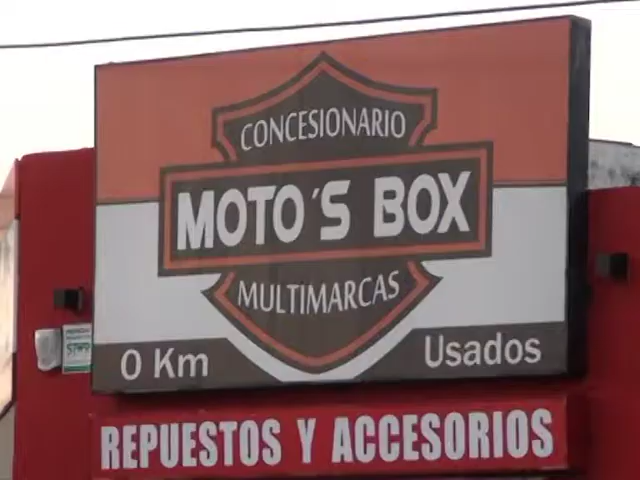 CONCESIONARIO
MOTO´S BOX
MULTIMARCAS
0 Km
Usados
REPUESTOS Y ACCESORIOS